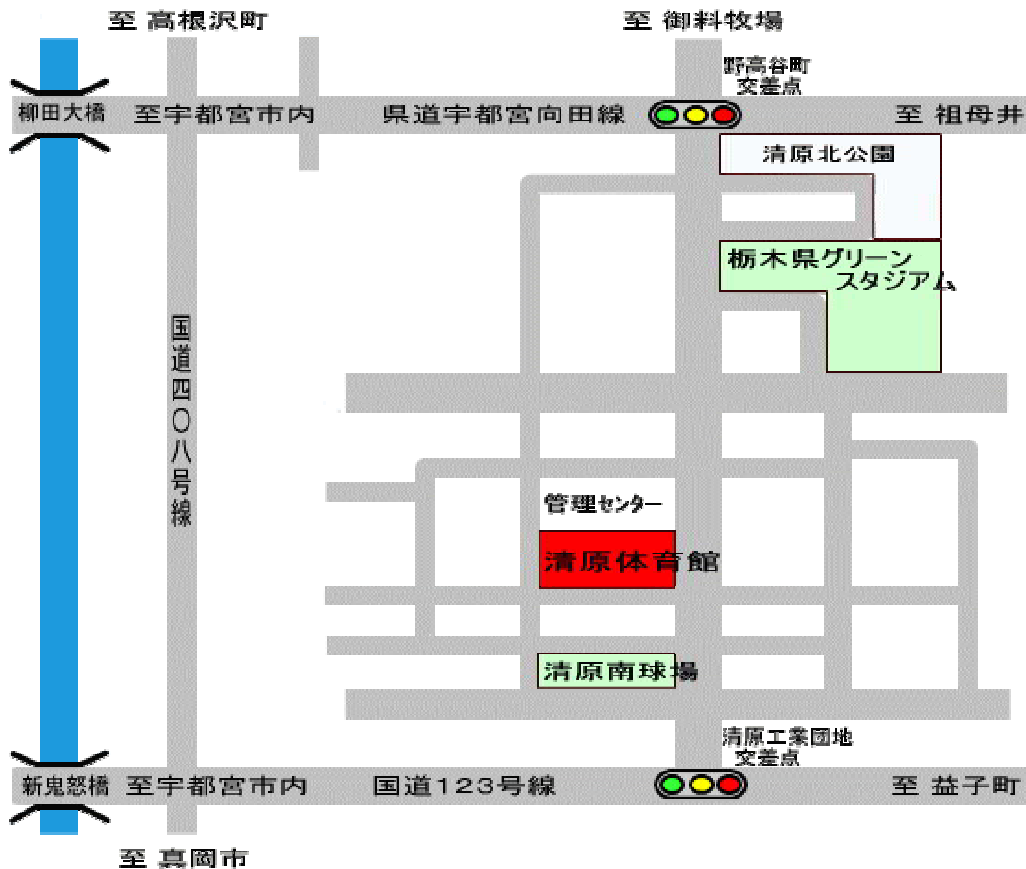 至 高根沢町
至 御料牧場
野高谷町
交差点
柳田大橋
至宇都宮市内
県道宇都宮向田線
至 祖母井
清原北公園
栃木県グリーン
スタジアム
国道四〇八号線
管理センター
清原体育館
清原南球場
清原工業団地
交差点
新鬼怒橋
至宇都宮市内
国道123号線
至 益子町
至 真岡市